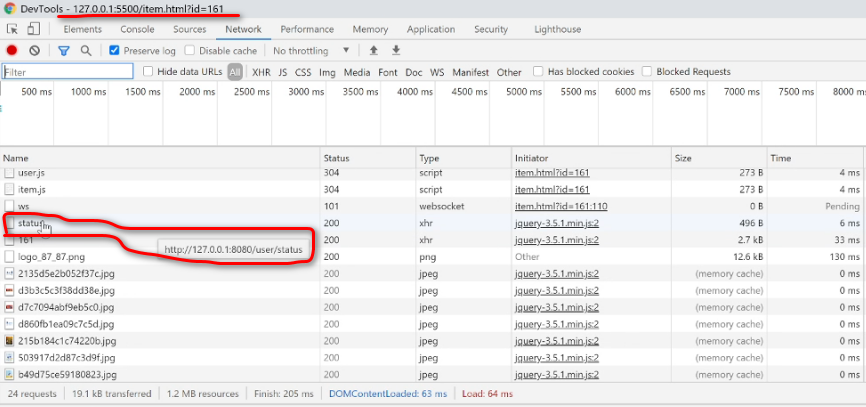 DevTools - 127.0.0.1:5500/item.html?id=161
Elements Console Sources Network Performance Memory Application Security Lighthouse
Preserve log Disable cache No throttling
Filter Hide data URLs All XHR JS CSS Img Media Font Doc WS Manifest Other Has blocked cookies Blocked Requests
500 ms 1000 ms 1500 ms 2000 ms 2500 ms 3000 ms 3500 ms 4000 ms 4500 ms 5000 ms 5500 ms 6000 ms 6500 ms 7000 ms 7500 ms 8000 ms
Name Status Type Initiator Size Time
user.js 304 script item.html?id=161 273 B 4 ms
item.js 304 script item.html?id=161 273 B 4 ms
ws 101 websocket item.html?id=161:110 0 B Pending
status 200 xhr jquery-3.5.1.min.js:2 496 B 6 ms
161 200 xhr jquery-3.5.1.min.js:2 2.7 kB 33 ms
http://127.0.0.1:8080/user/status
logo_87_87.png 200 png Other 12.6 kB 130 ms
2135d5e2b052f37c.jpg 200 jpeg jquery-3.5.1.min.js:2 (memory cache) 0 ms
d3b3c5c3f38dd38e.jpg 200 jpeg jquery-3.5.1.min.js:2 (memory cache) 0 ms
d7c7094abf9eb5c0.jpg 200 jpeg jquery-3.5.1.min.js:2 (memory cache) 0 ms
d860fb1ea09c7c5d.jpg 200 jpeg jquery-3.5.1.min.js:2 (memory cache) 0 ms
215b184c1c74220c.jpg 200 jpeg jquery-3.5.1.min.js:2 (memory cache) 0 ms
503917d2d87c3d9f.jpg 200 jpeg jquery-3.5.1.min.js:2 (memory cache) 0 ms
b49d75ce59180823.jpg 200 jpeg jquery-3.5.1.min.js:2 (memory cache) 0 ms
24 requests 19.1 kB transferred 1.2 MB resources Finish: 205 ms DOMContentLoaded: 63 ms Load: 64 ms